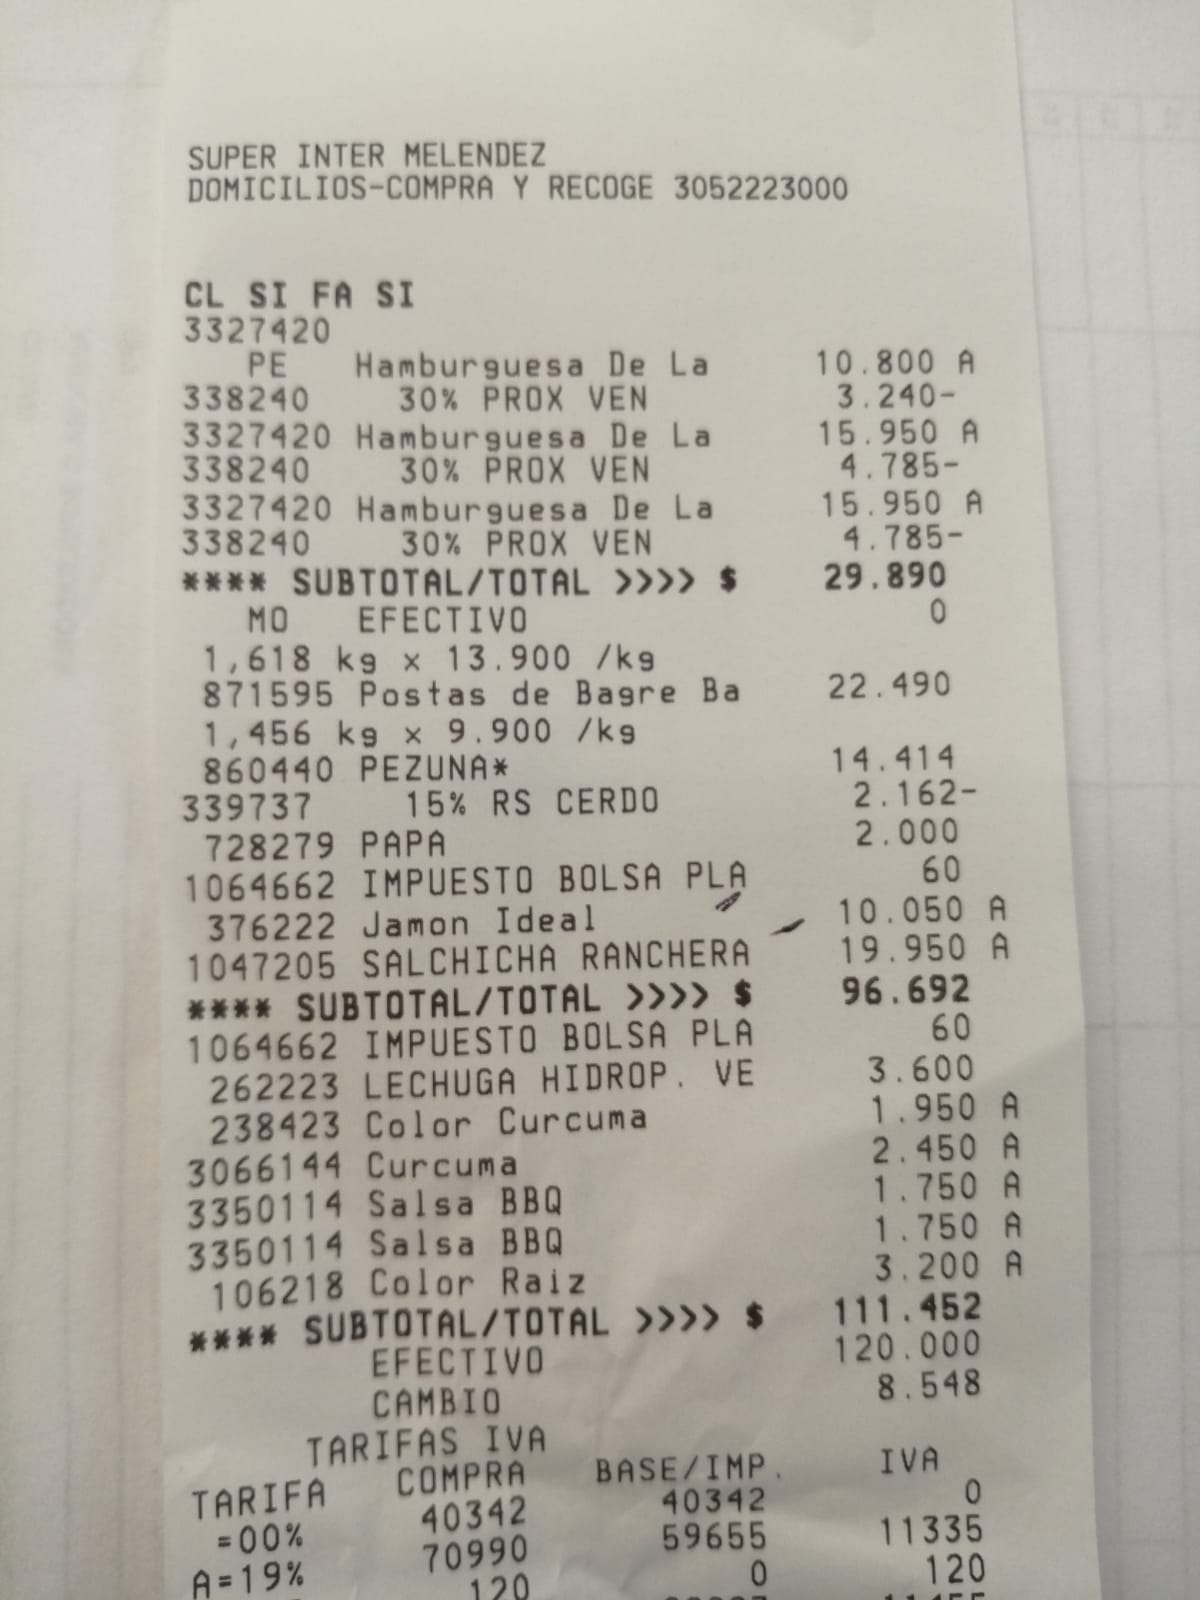 SUPER INTER MELENDEZ
DOMICILIOS-COMPRA Y RECOGE 3052223000
CL SI FA SI
3327420
PE Hamburguesa De La 10.800 A
338240 30% PROX VEN 3.240-
3327420 Hamburguesa De La 15.950 A
338240 30% PROX VEN 4.785-
3327420 Hamburguesa De La 15.950 A
338240 30% PROX VEN 4.785-
**** SUBTOTAL/TOTAL >>>> $ 29.890
MO EFECTIVO 0
1,618 kg x 13.900 /kg
871595 Postas de Bagre Ba 22.490
1,456 kg x 9.900 /kg
860440 PEZUNA* 14.414
339737 15% RS CERDO 2.162-
728279 PAPA 2.000
1064662 IMPUESTO BOLSA PLA 60
376222 Jamon Ideal 10.050 A
1047205 SALCHICHA RANCHERA 19.950 A
**** SUBTOTAL/TOTAL >>>> $ 96.692
1064662 IMPUESTO BOLSA PLA 60
262223 LECHUGA HIDROP. VE 3.600
238423 Color Curcuma 1.950 A
3066144 Curcuma 2.450 A
3350114 Salsa BBQ 1.750 A
3350114 Salsa BBQ 1.750 A
106218 Color Raiz 3.200 A
**** SUBTOTAL/TOTAL >>>> $ 111.452
EFECTIVO 120.000
CAMBIO 8.548
TARIFAS IVA
TARIFA COMPRA BASE/IMP. IVA
=00% 40342 40342 0
A=19% 70990 59655 11335
120 0 120